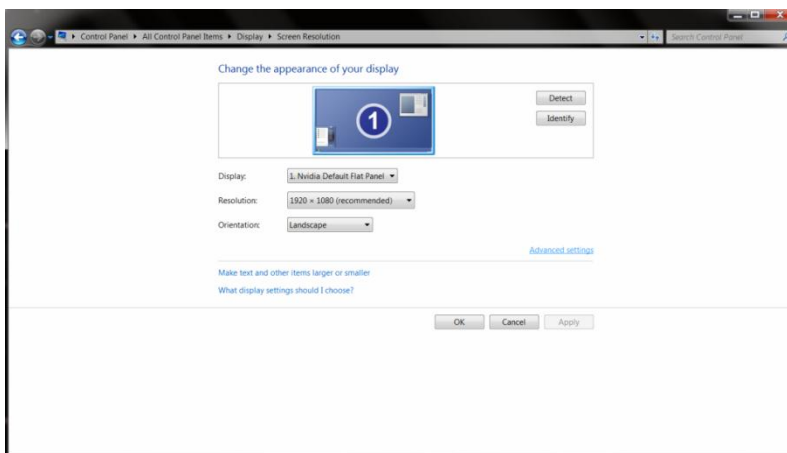 Control Panel ▸ All Control Panel Items ▸ Display ▸ Screen Resolution
Search Control Panel
Change the appearance of your display
1
Detect
Identify
Display: 1. Nvidia Default Flat Panel
Resolution: 1920 × 1080 (recommended)
Orientation: Landscape
Advanced settings
Make text and other items larger or smaller
What display settings should I choose?
OK Cancel Apply